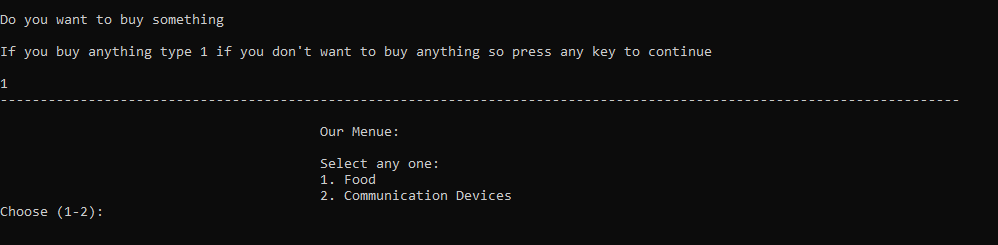 Do you want to buy something
If you buy anything type 1 if you don't want to buy anything so press any key to continue
1
------------------------------------------------------------------------------------------------------------------------
Our Menue:
Select any one:
1. Food
2. Communication Devices
Choose (1-2):